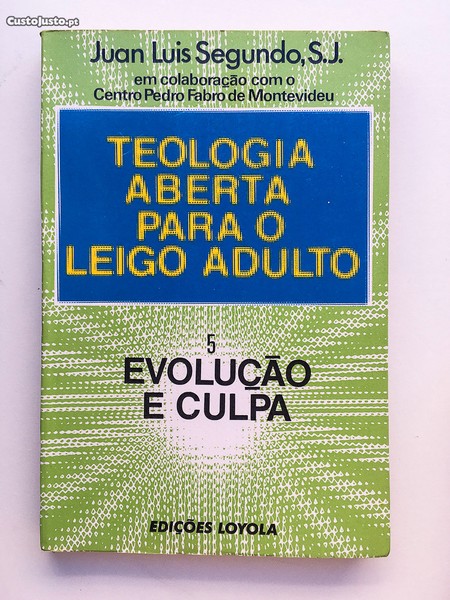 CustoJusto.pt
Juan Luis Segundo, S.J.
em colaboração com o
Centro Pedro Fabro de Montevideu
TEOLOGIA
ABERTA
PARA O
LEIGO ADULTO
5
EVOLUÇÃO
E CULPA
EDIÇÕES LOYOLA